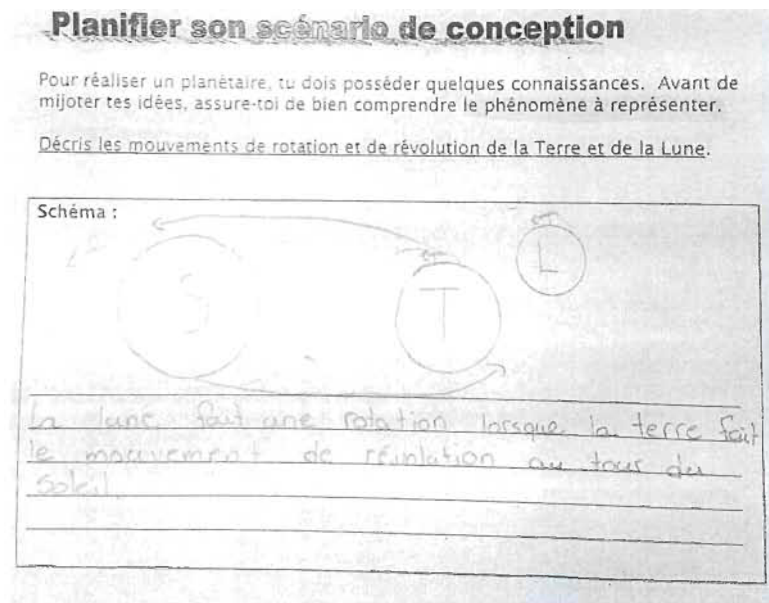 Planifier son scénario de conception
Pour réaliser un planétaire, tu dois posséder quelques connaissances. Avant de
mijoter tes idées, assure-toi de bien comprendre le phénomène à représenter.
Décris les mouvements de rotation et de révolution de la Terre et de la Lune.
Schéma :
S T L
La lune fait une rotation lorsque la terre fait
le mouvement de au tour du
soleil